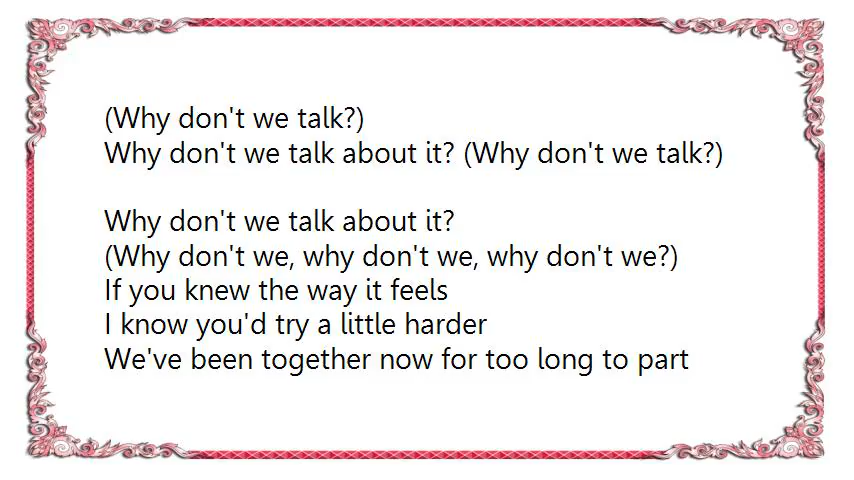 (Why don't we talk?)
Why don't we talk about it? (Why don't we talk?)
Why don't we talk about it?
(Why don't we, why don't we, why don't we?)
If you knew the way it feels
I know you'd try a little harder
We've been together now for too long to part